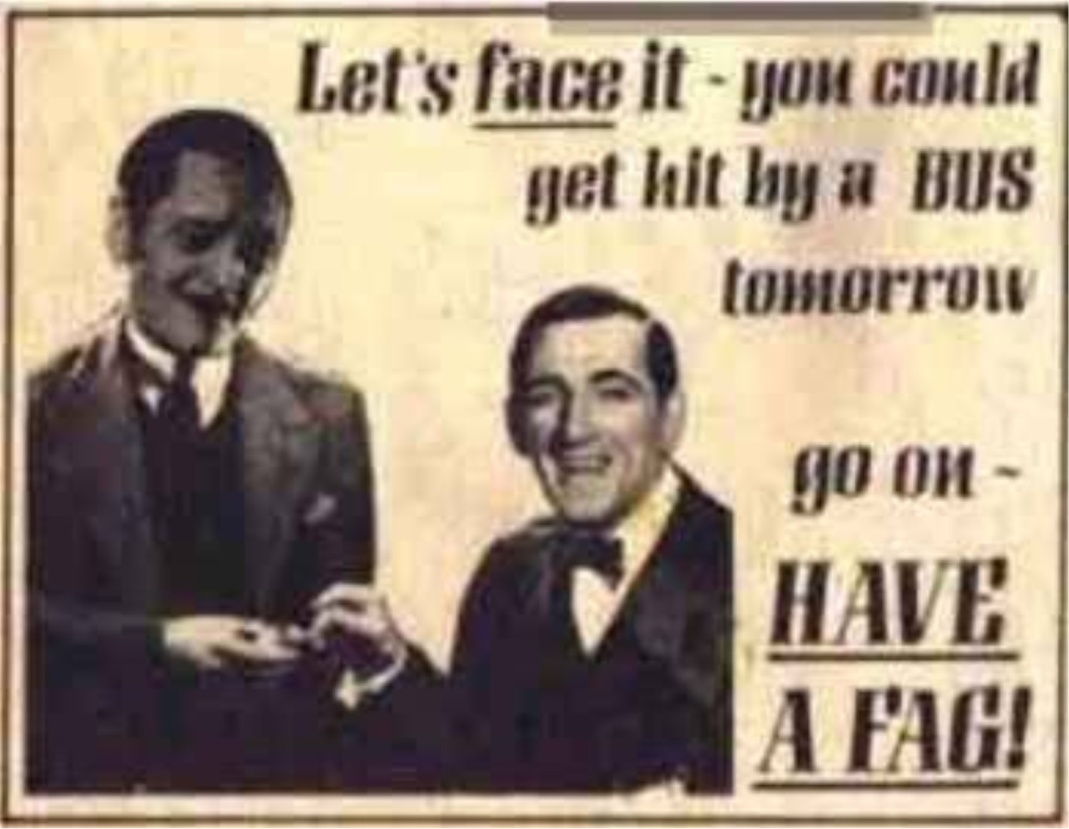 Let's face it - you could
get hit by a BUS
tomorrow
go on -
HAVE
A FAG!